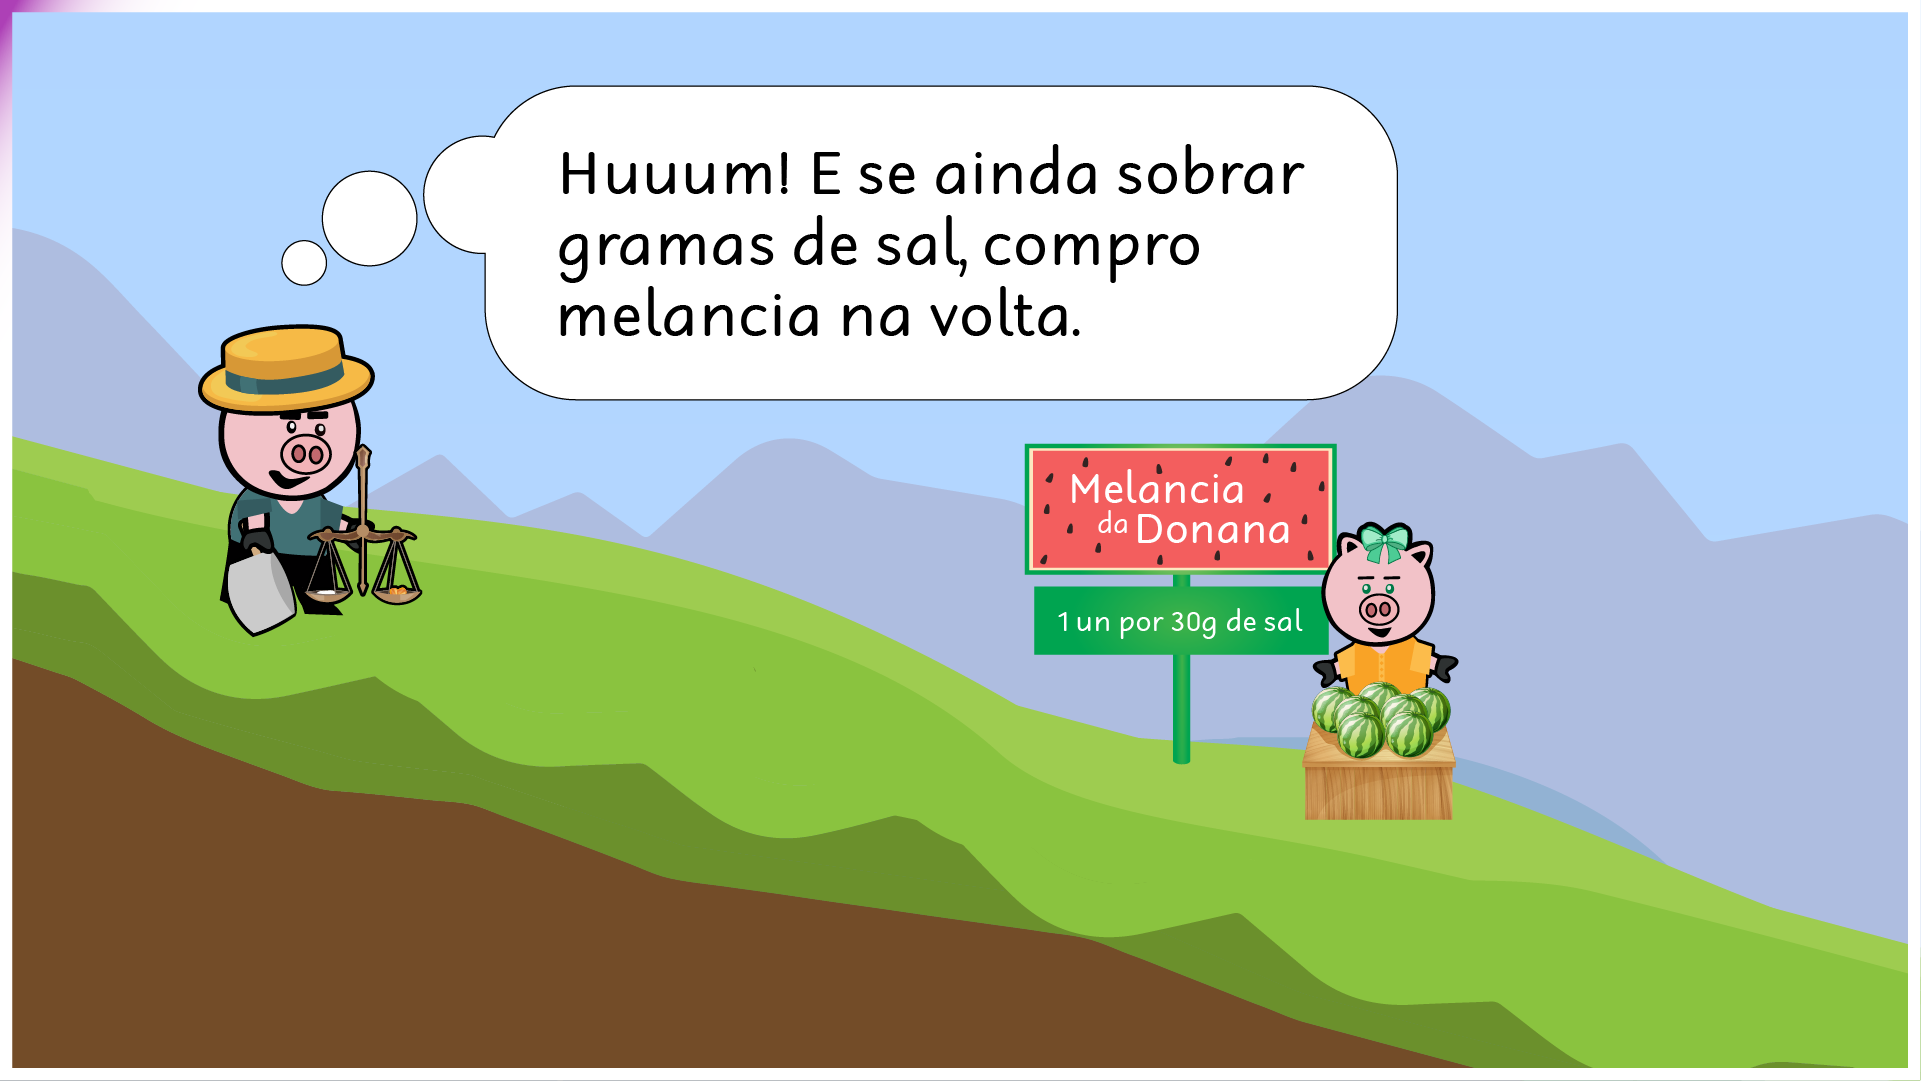 Huuum! E se ainda sobrar
gramas de sal, compro
melancia na volta.
Melancia
da Donana
1 un por 30g de sal